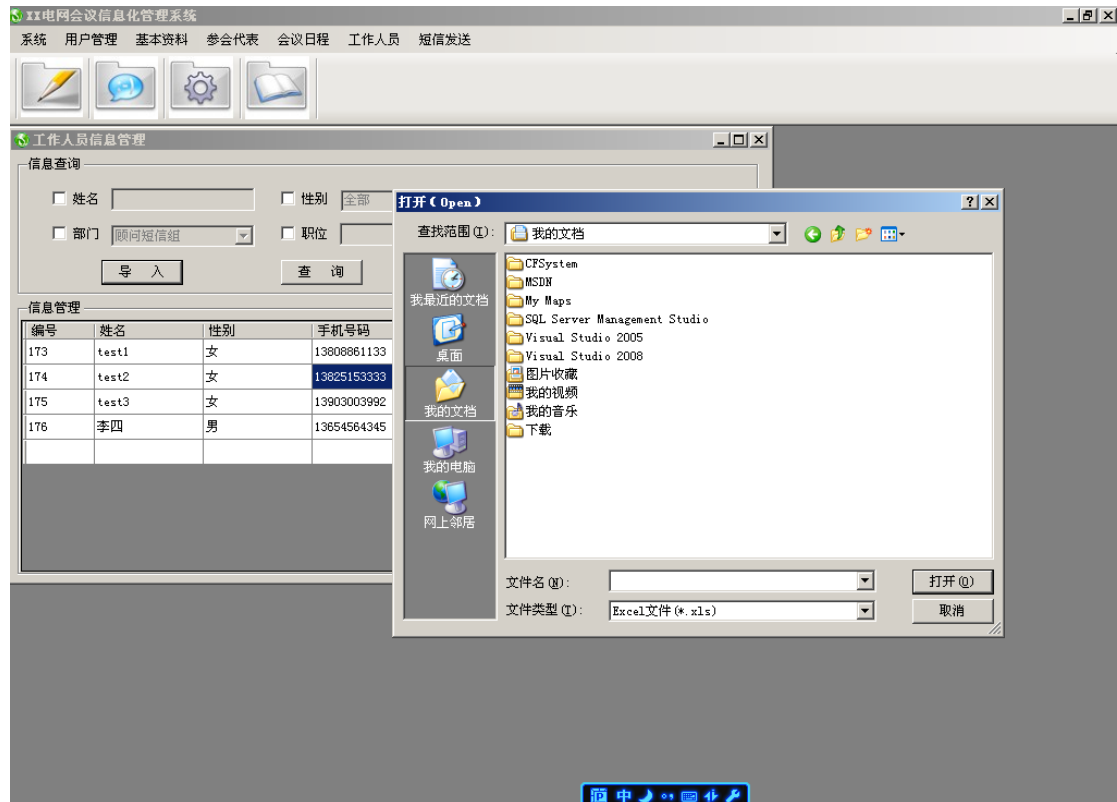 XX电网会议信息化管理系统
系统 用户管理 基本资料 参会代表 会议日程 工作人员 短信发送
工作人员信息管理
信息查询
姓名 性别 全部
部门 顾问短信组 职位
导 入 查 询
信息管理
编号 姓名 性别 手机号码
173 test1 女 13808861133
174 test2 女 13825153333
175 test3 女 13903003992
176 李四 男 13654564345
打开(Open)
查找范围(I): 我的文档
我最近的文档
桌面
我的文档
我的电脑
网上邻居
CFSystem
MSDN
My Maps
SQL Server Management Studio
Visual Studio 2005
Visual Studio 2008
图片收藏
我的视频
我的音乐
下载
文件名(N): 打开(O)
文件类型(T): Excel文件(*.xls) 取消
中